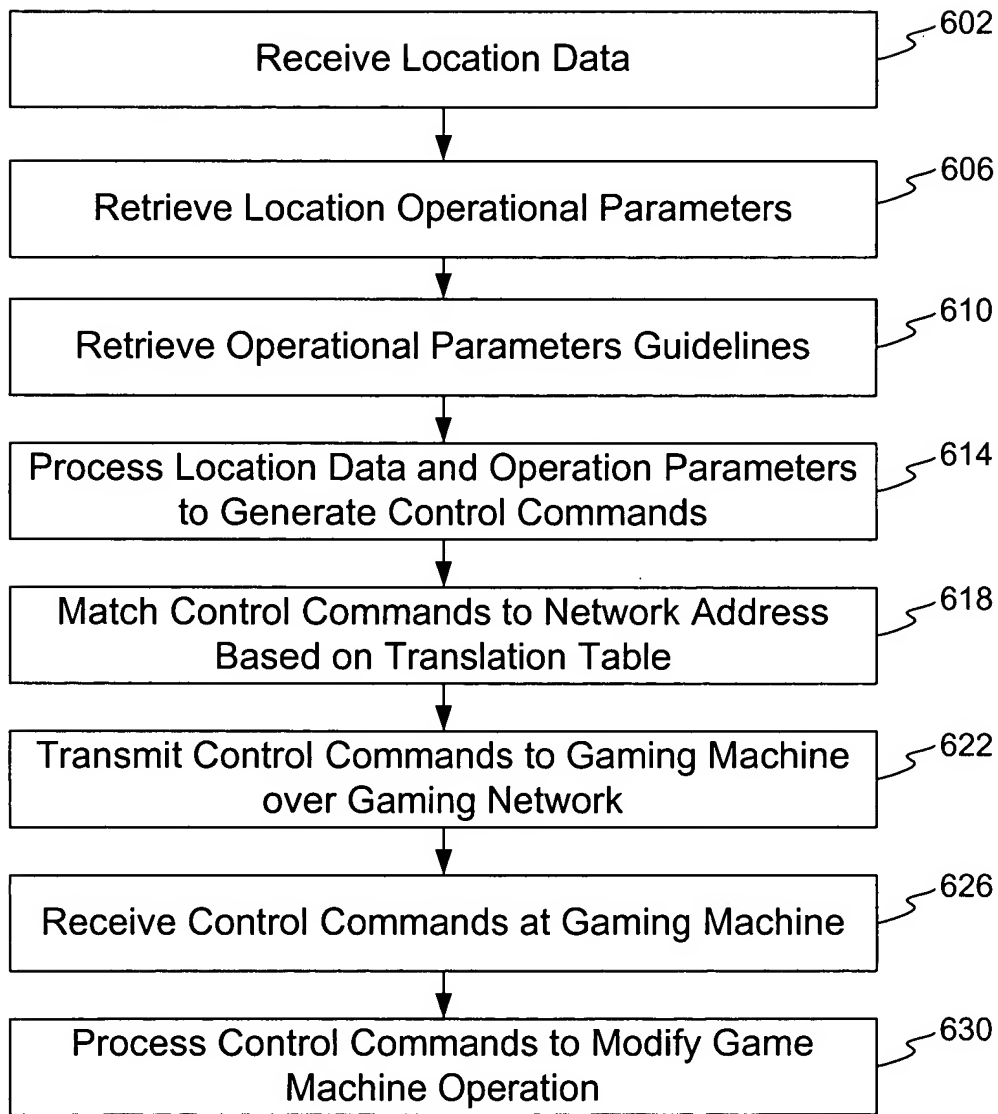 Receive Location Data
602
Retrieve Location Operational Parameters
606
Retrieve Operational Parameters Guidelines
610
Process Location Data and Operation Parameters
to Generate Control Commands
614
Match Control Commands to Network Address
Based on Translation Table
618
Transmit Control Commands to Gaming Machine
over Gaming Network
622
Receive Control Commands at Gaming Machine
626
Process Control Commands to Modify Game
Machine Operation
630